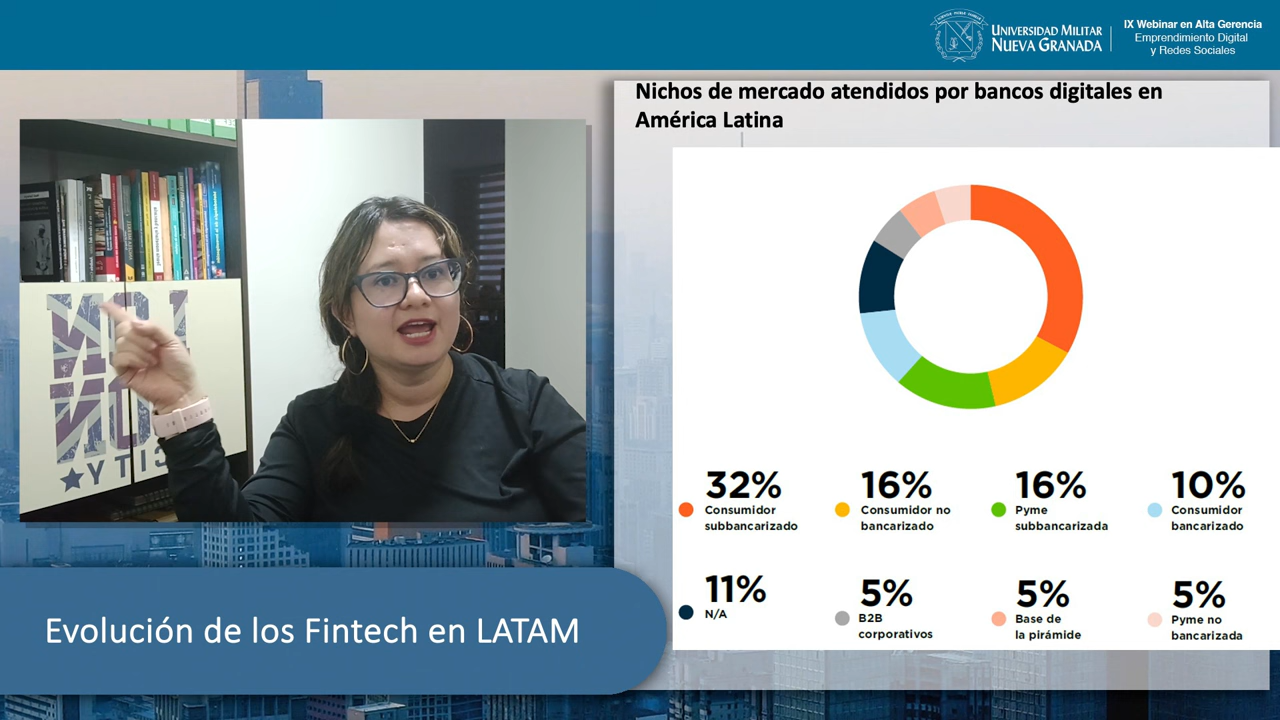 UNIVERSIDAD MILITAR
NUEVA GRANADA
IX Webinar en Alta Gerencia
Emprendimiento Digital
y Redes Sociales
Nichos de mercado atendidos por bancos digitales en
América Latina
32%
Consumidor
subbancarizado
16%
Consumidor no
bancarizado
16%
Pyme
subbancarizada
10%
Consumidor
bancarizado
11%
N/A
5%
B2B
corporativos
5%
Base de
la pirámide
5%
Pyme no
bancarizada
Evolución de los Fintech en LATAM